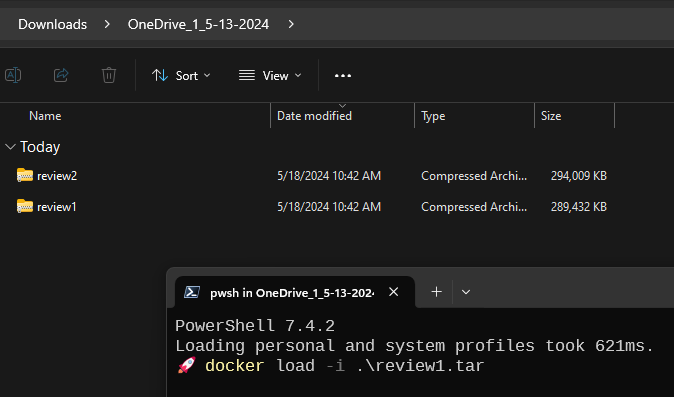 Downloads > OneDrive_1_5-13-2024 >
Sort View ...
Name Date modified Type Size
Today
review2 5/18/2024 10:42 AM Compressed Archi... 294,009 KB
review1 5/18/2024 10:42 AM Compressed Archi... 289,432 KB
pwsh in OneDrive_1_5-13-2024
PowerShell 7.4.2
Loading personal and system profiles took 621ms.
🚀 docker load -i .\review1.tar